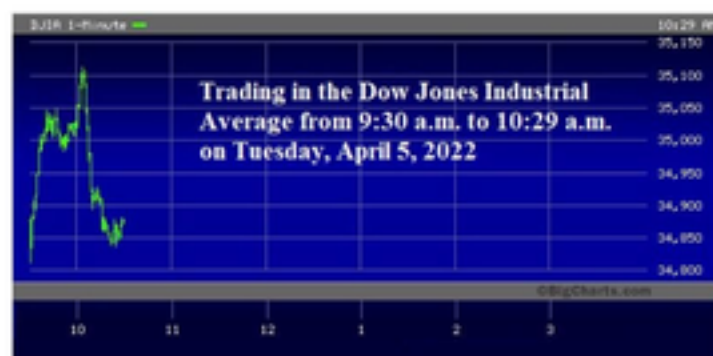 DJIA 1-Minute
10:29 AM
35,150
35,100
Trading in the Dow Jones Industrial
35,050
Average from 9:30 a.m. to 10:29 a.m.
35,000
on Tuesday, April 5, 2022
34,950
34,900
34,850
34,800
©BigCharts.com
10 11 12 1 2 3